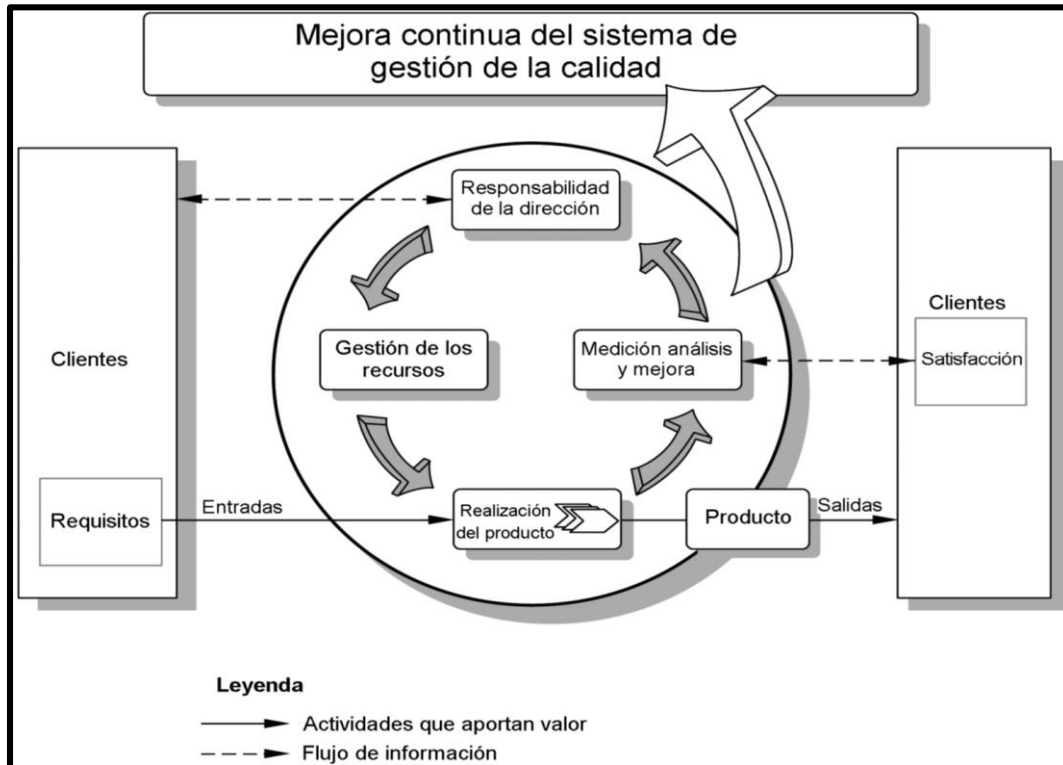 Mejora continua del sistema de
gestión de la calidad
Responsabilidad
de la dirección
Clientes
Gestión de los
recursos
Medición análisis
y mejora
Clientes
Satisfacción
Requisitos
Entradas
Realización
del producto
Producto
Salidas
Leyenda
Actividades que aportan valor
Flujo de información